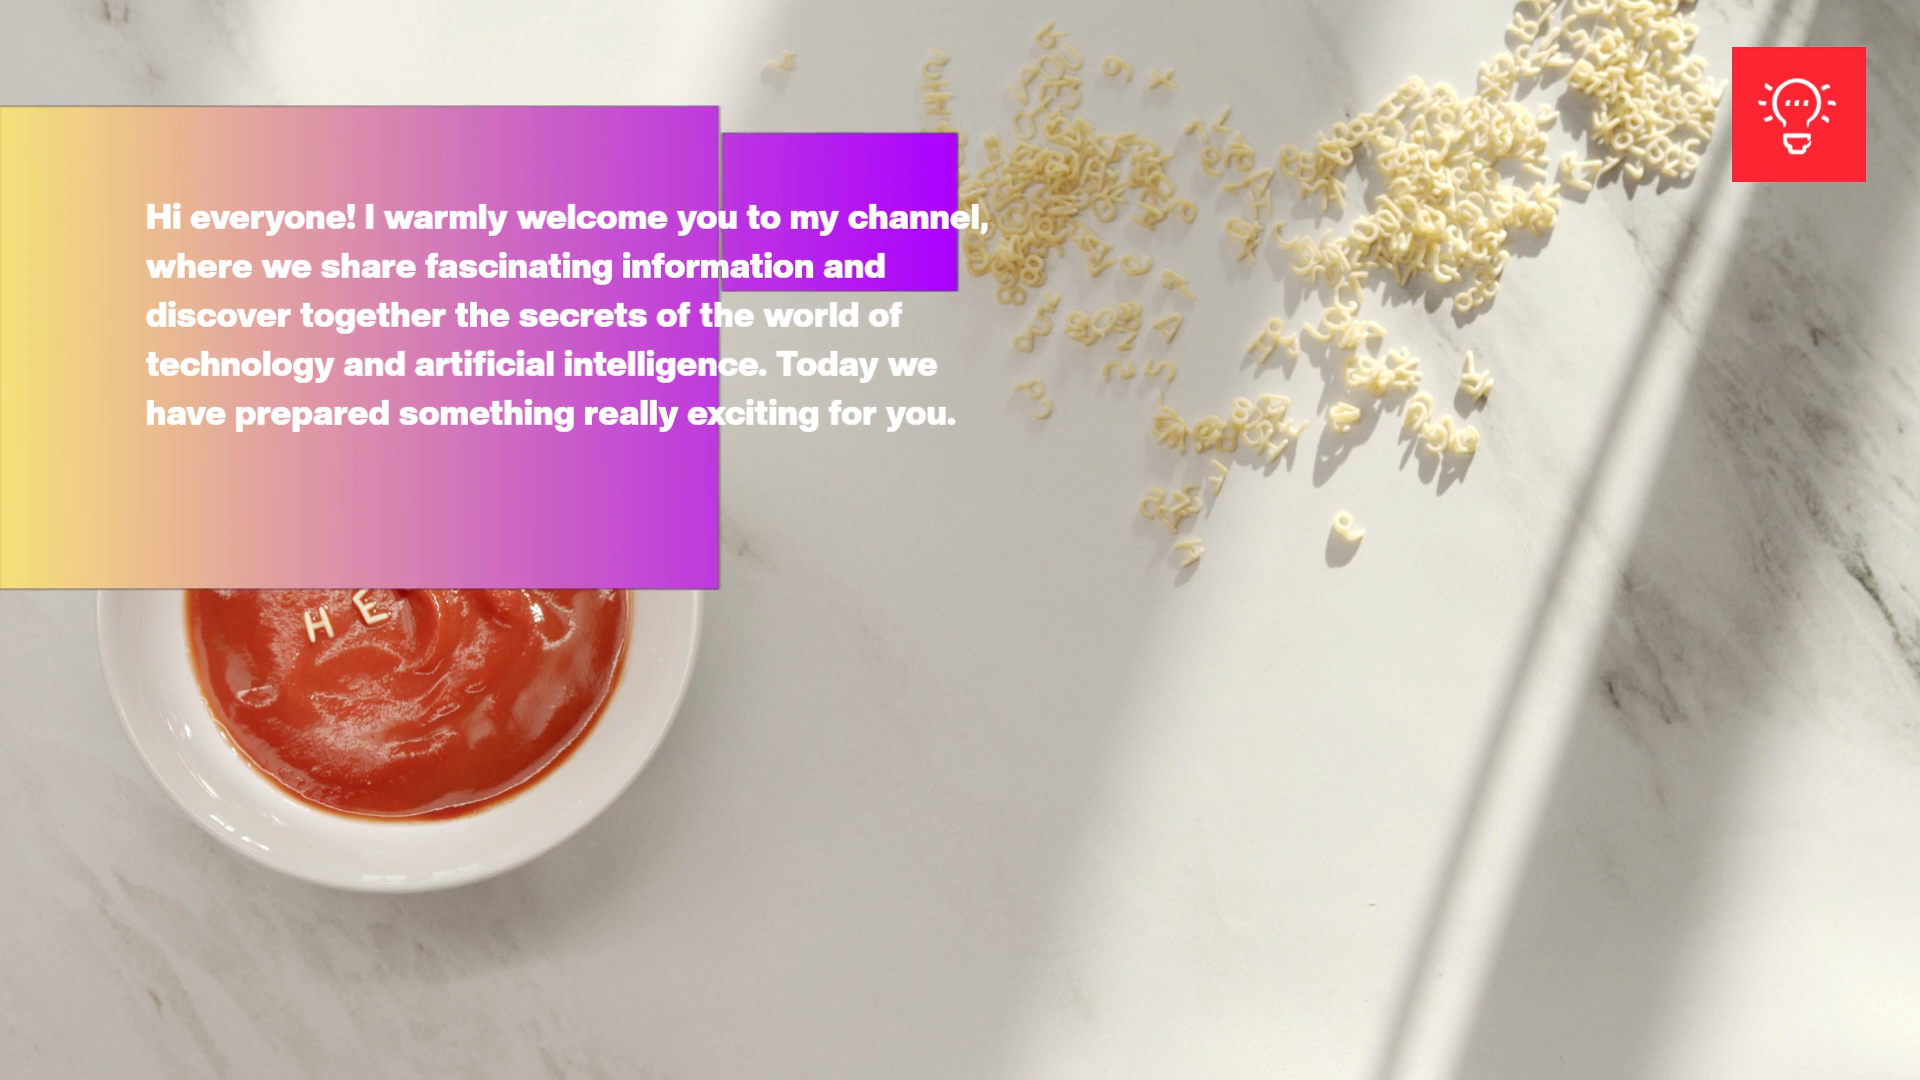 Hi everyone! I warmly welcome you to my channel,
where we share fascinating information and
discover together the secrets of the world of
technology and artificial intelligence. Today we
have prepared something really exciting for you.
H E